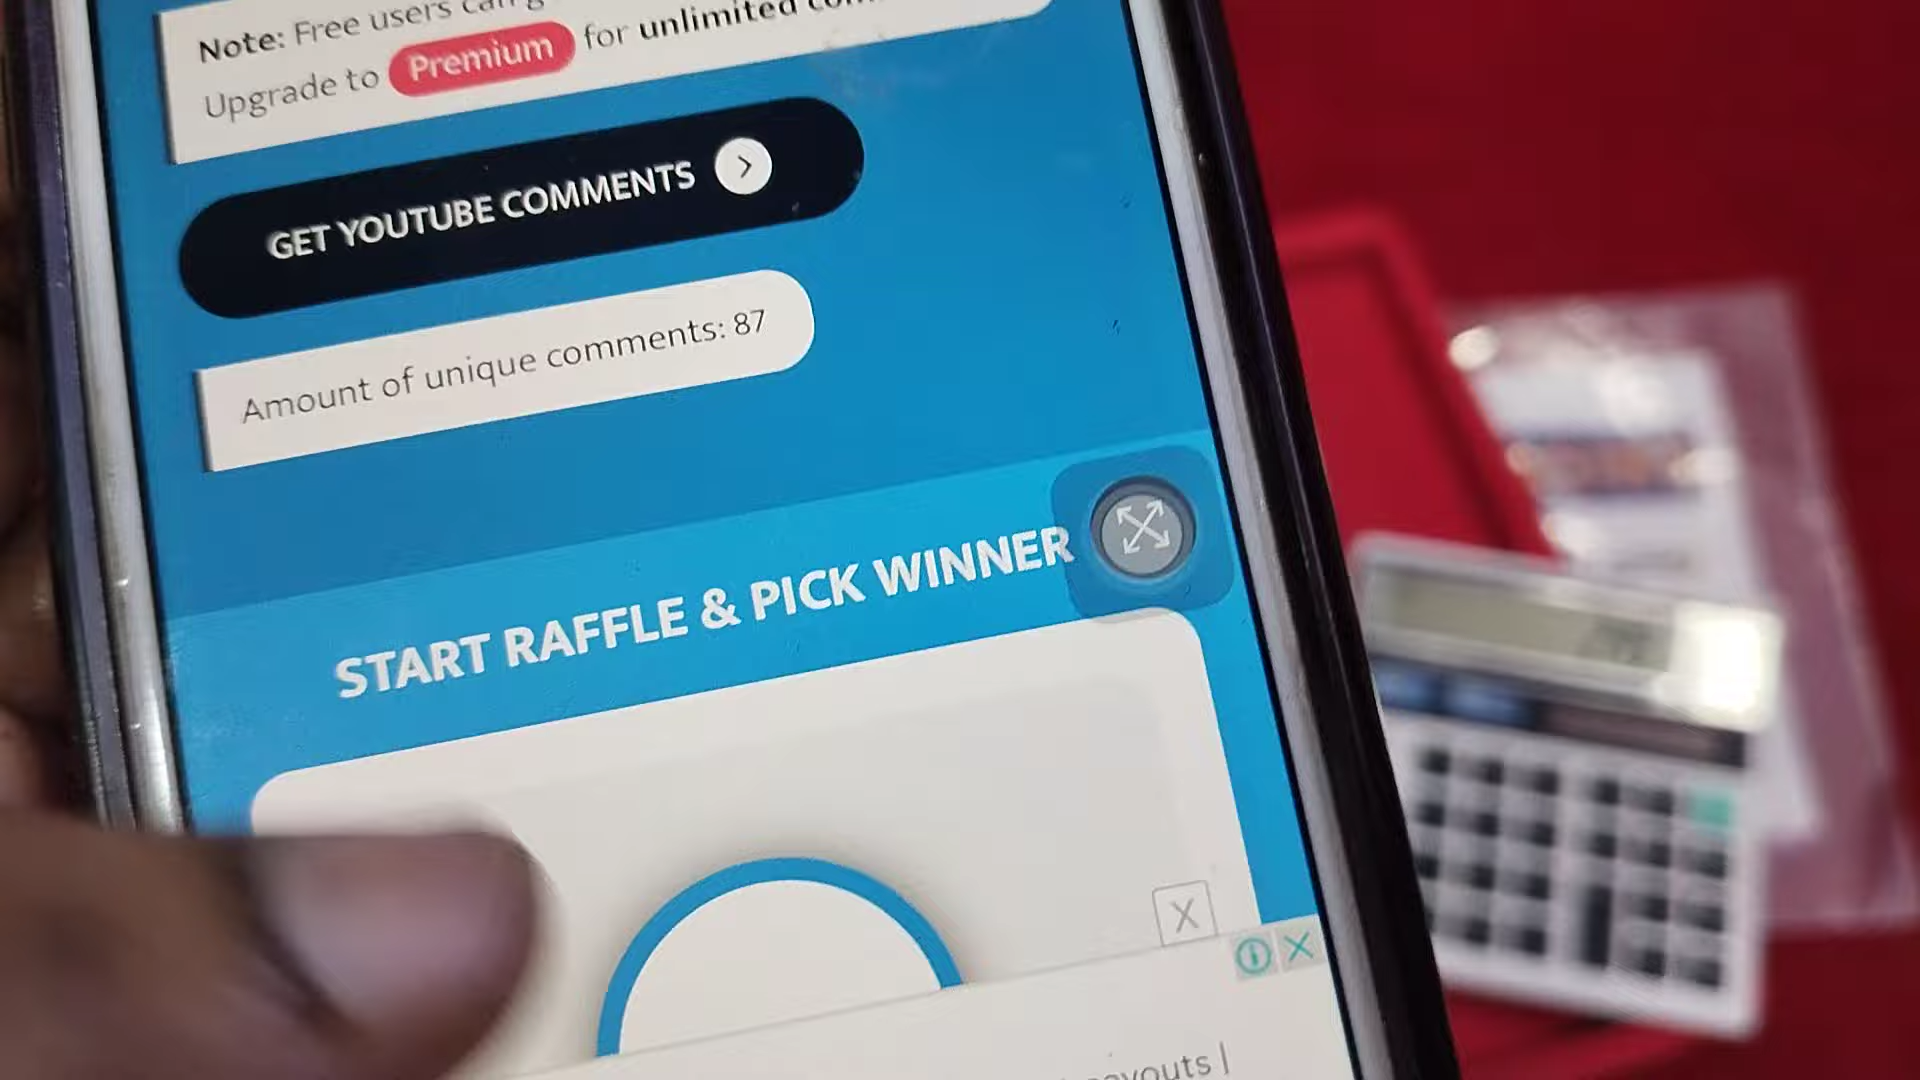 Note: Free users can
Upgrade to Premium for unlimited
GET YOUTUBE COMMENTS
Amount of unique comments: 87
START RAFFLE & PICK WINNER
X